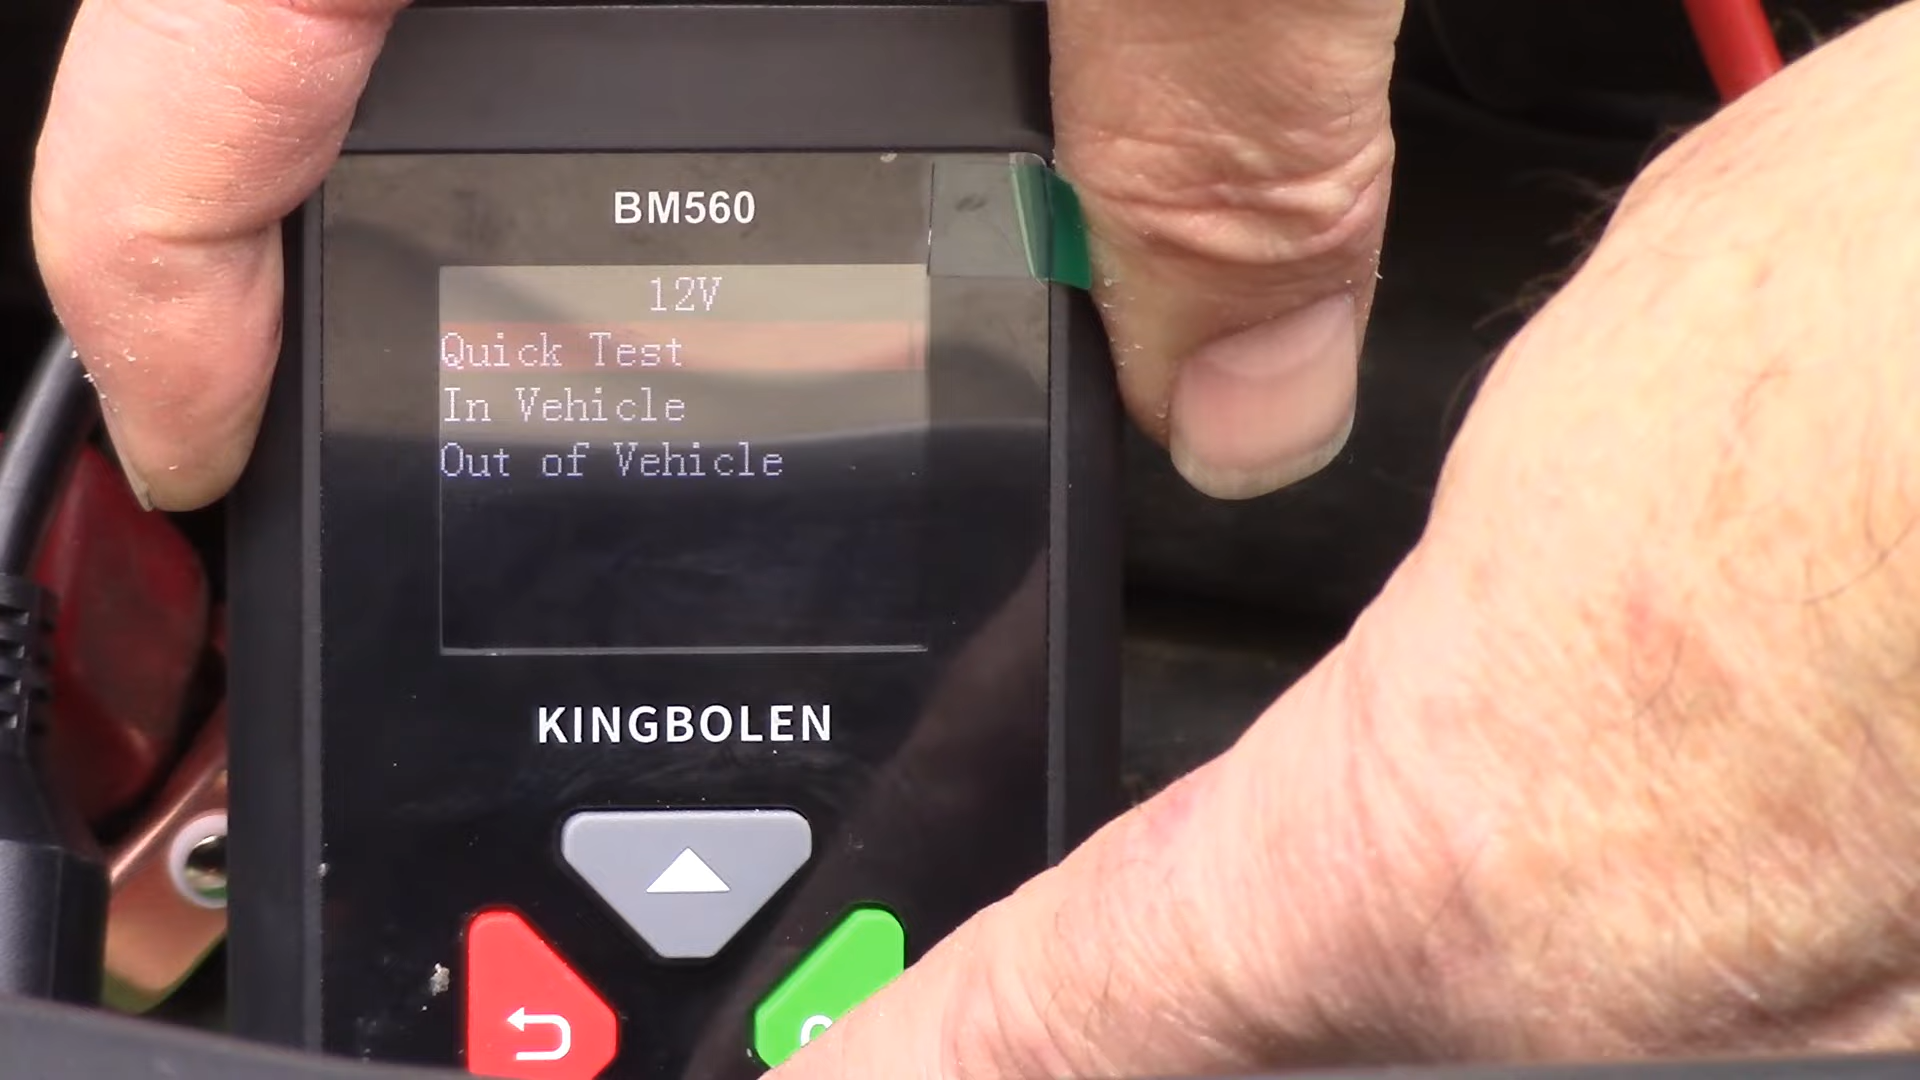 BM560
12V
Quick Test
In Vehicle
Out of Vehicle
KINGBOLEN